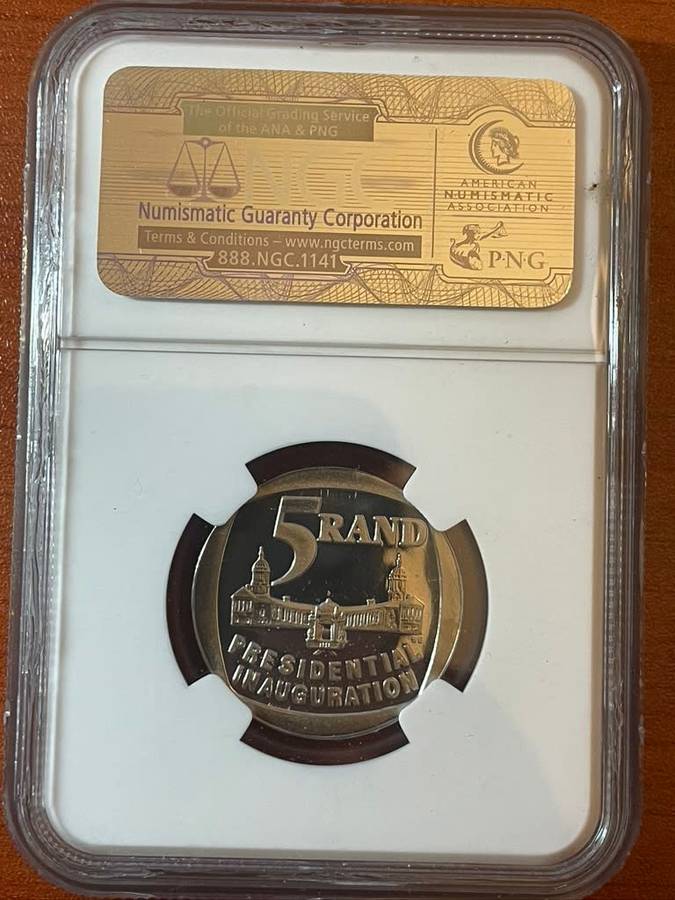 The Official Grading Service
of the ANA & PNG
NGC
Numismatic Guaranty Corporation
Terms & Conditions – www.ngcterms.com
888.NGC.1141
AMERICAN
NUMISMATIC
ASSOCIATION
P·N·G
5 RAND
PRESIDENTIAL
INAUGURATION